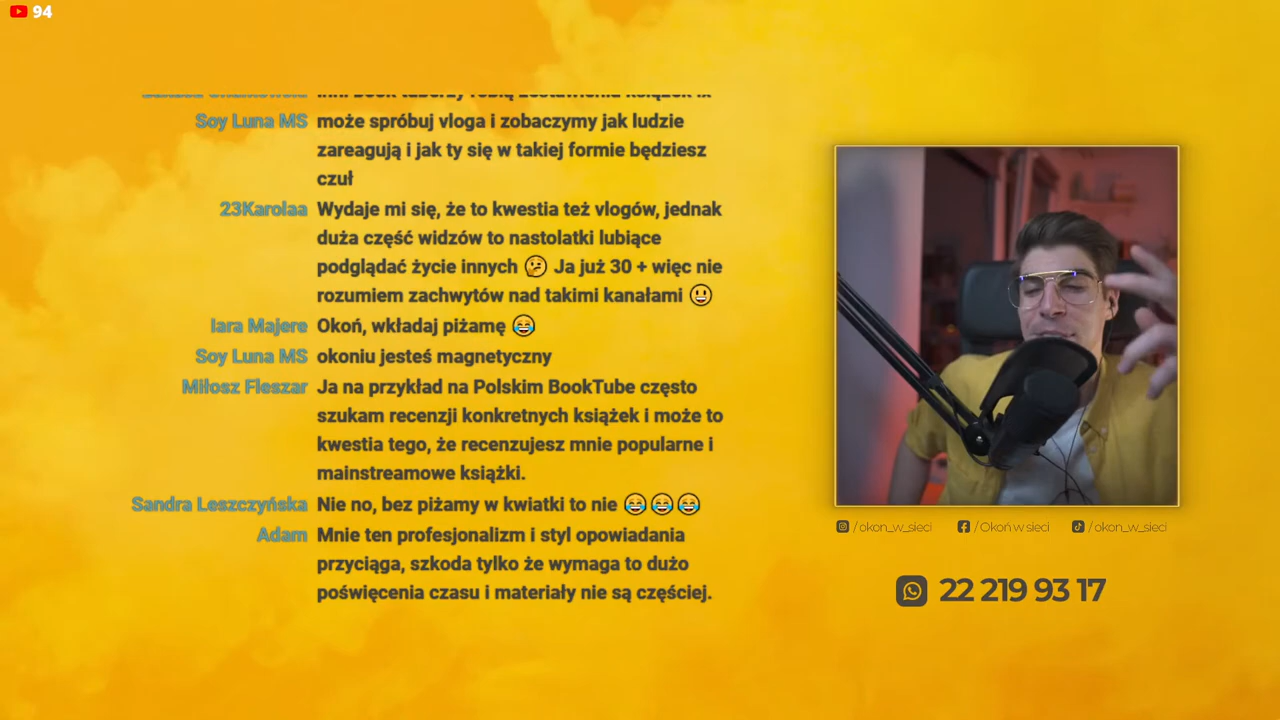 94
może spróbuj vloga i zobaczymy jak ludzie
Soy Luna MS
zareagują i jak ty się w takiej formie będziesz
czuł
23Karolaa
Wydaje mi się, że to kwestia też vlogów, jednak
duża część widzów to nastolatki lubiące
podglądać życie innych 🤔 Ja już 30 + więc nie
rozumiem zachwytów nad takimi kanałami 😃
Iara Majere
Okoń, wkładaj piżamę 😂
Soy Luna MS
okoniu jesteś magnetyczny
Miłosz Fleszar
Ja na przykład na Polskim BookTube często
szukam recenzji konkretnych książek i może to
kwestia tego, że recenzujesz mnie popularne i
mainstreamowe książki.
Sandra Leszczyńska
Nie no, bez piżamy w kwiatki to nie 😂😂😂
Adam
Mnie ten profesjonalizm i styl opowiadania
przyciąga, szkoda tylko że wymaga to dużo
poświęcenia czasu i materiały nie są częściej.
/ okon_w_sieci
/ Okoń w sieci
/ okon_w_sieci
22 219 93 17